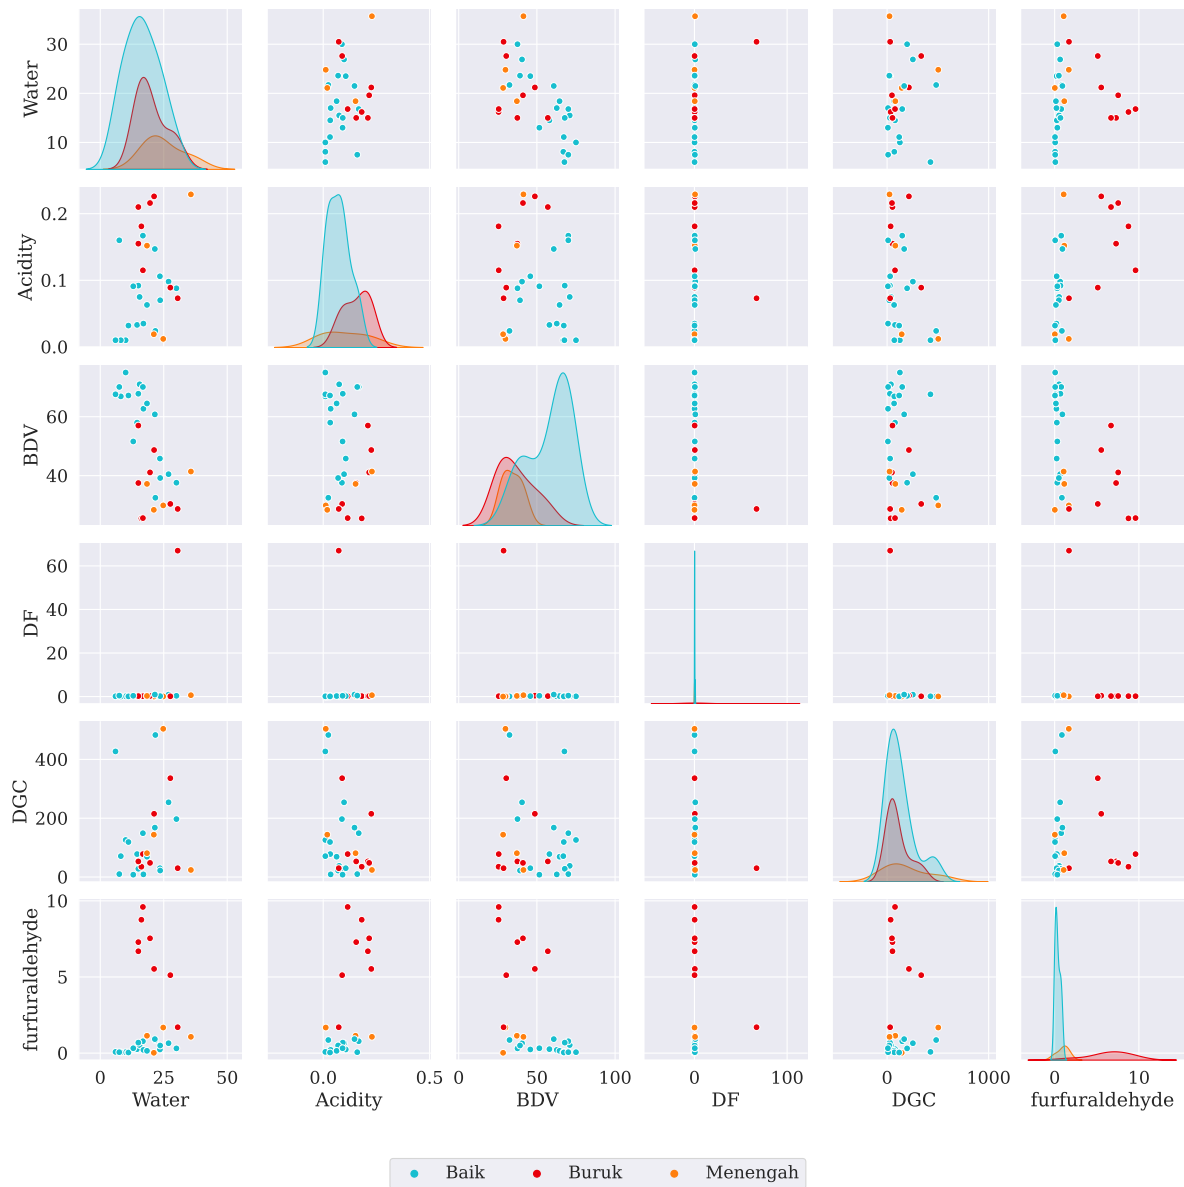 Water
30
20
10
Acidity
0.2
0.1
0.0
BDV
60
40
DF
60
40
20
0
DGC
400
200
0
furfuraldehyde
10
5
0
0 25 50
0.0 0.5
0 50 100
0 100
0 1000
0 10
Water Acidity BDV DF DGC furfuraldehyde
Baik Buruk Menengah